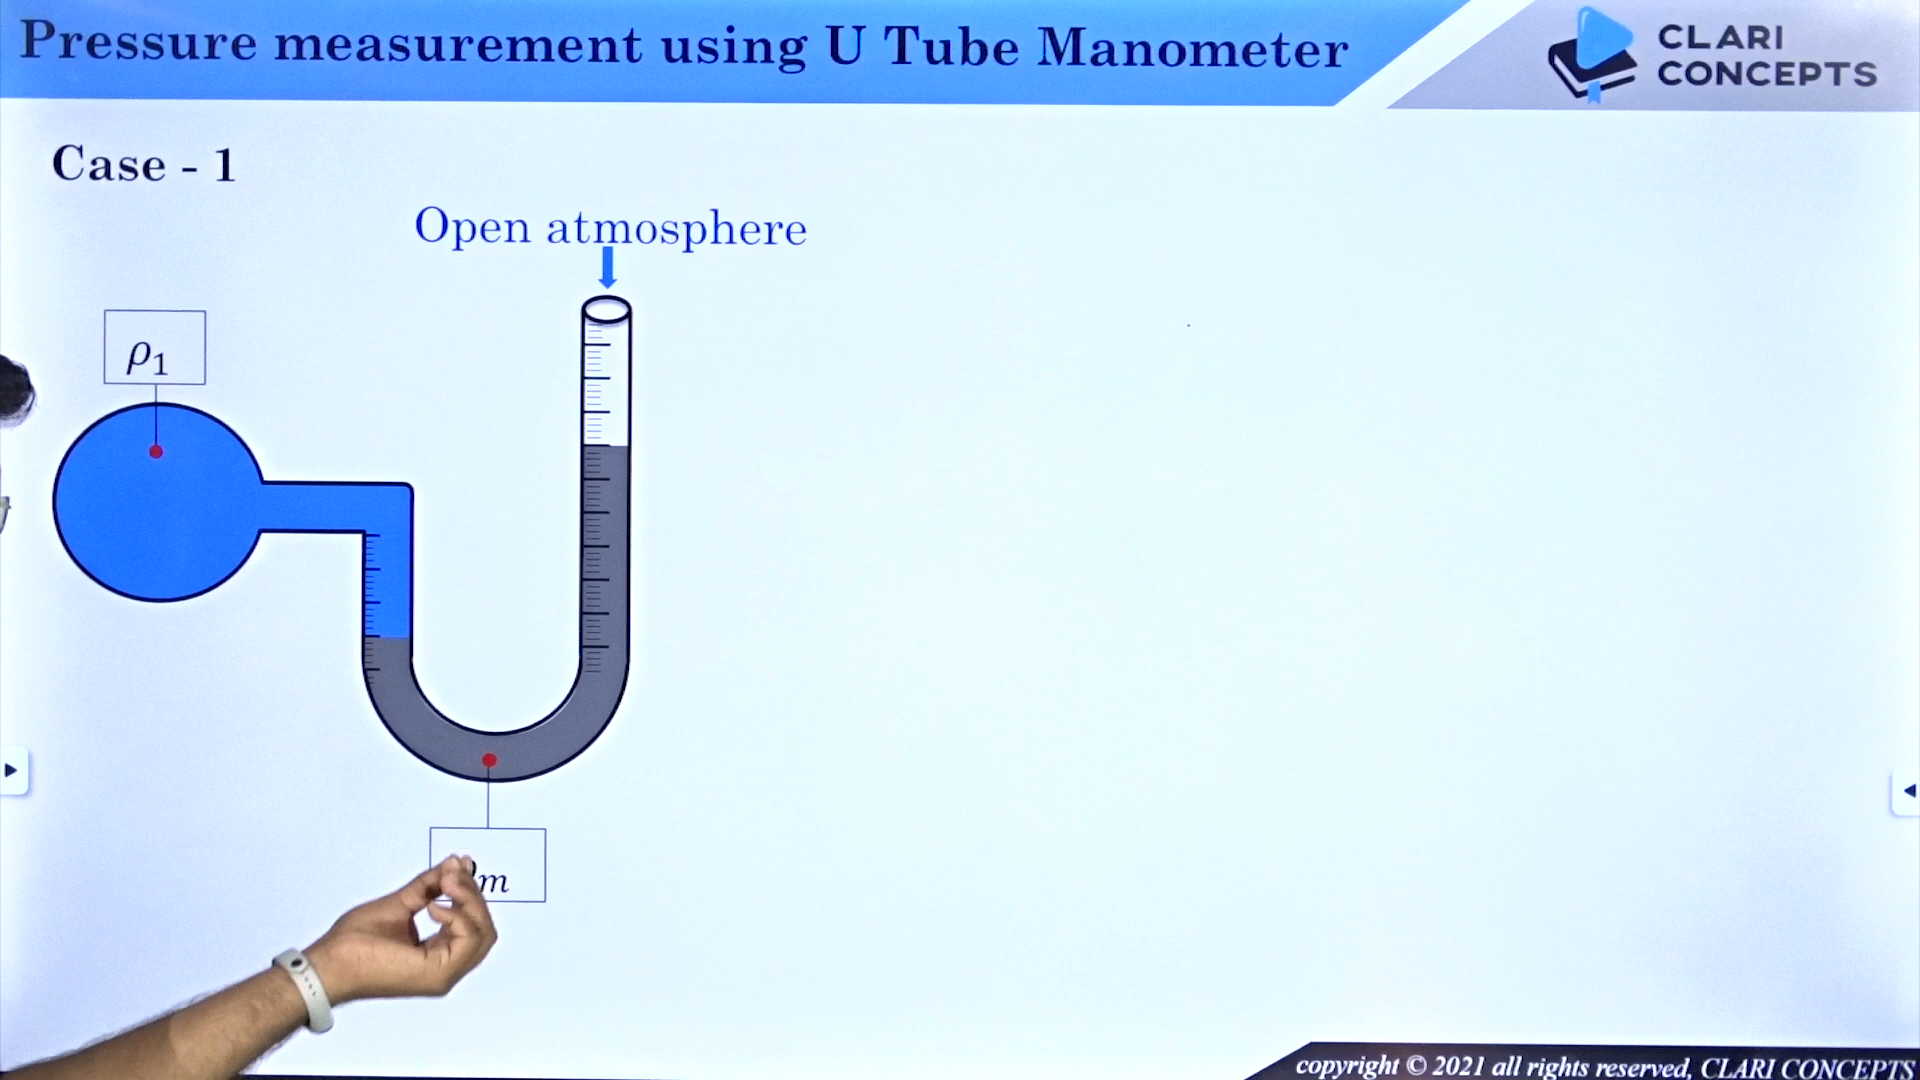 Pressure measurement using U Tube Manometer
CLARI
CONCEPTS
Case - 1
Open atmosphere
ρ₁
m
copyright © 2021 all rights reserved, CLARI CONCEPTS